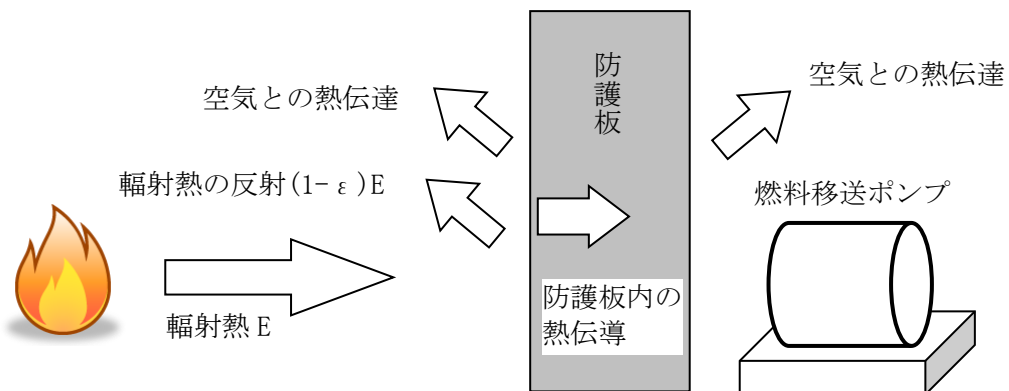 防護板
空気との熱伝達
空気との熱伝達
輻射熱の反射(1-ε)E
燃料移送ポンプ
輻射熱E
防護板内の
熱伝導